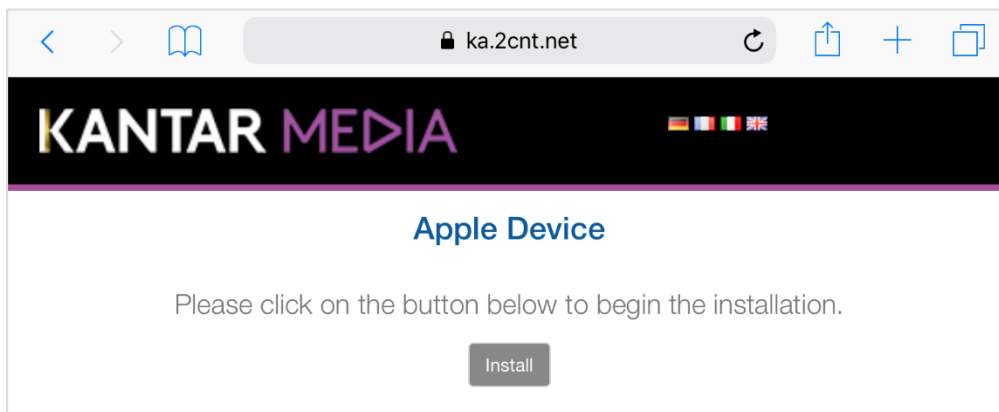 ka.2cnt.net
KANTAR MEDIA
Apple Device
Please click on the button below to begin the installation.
Install